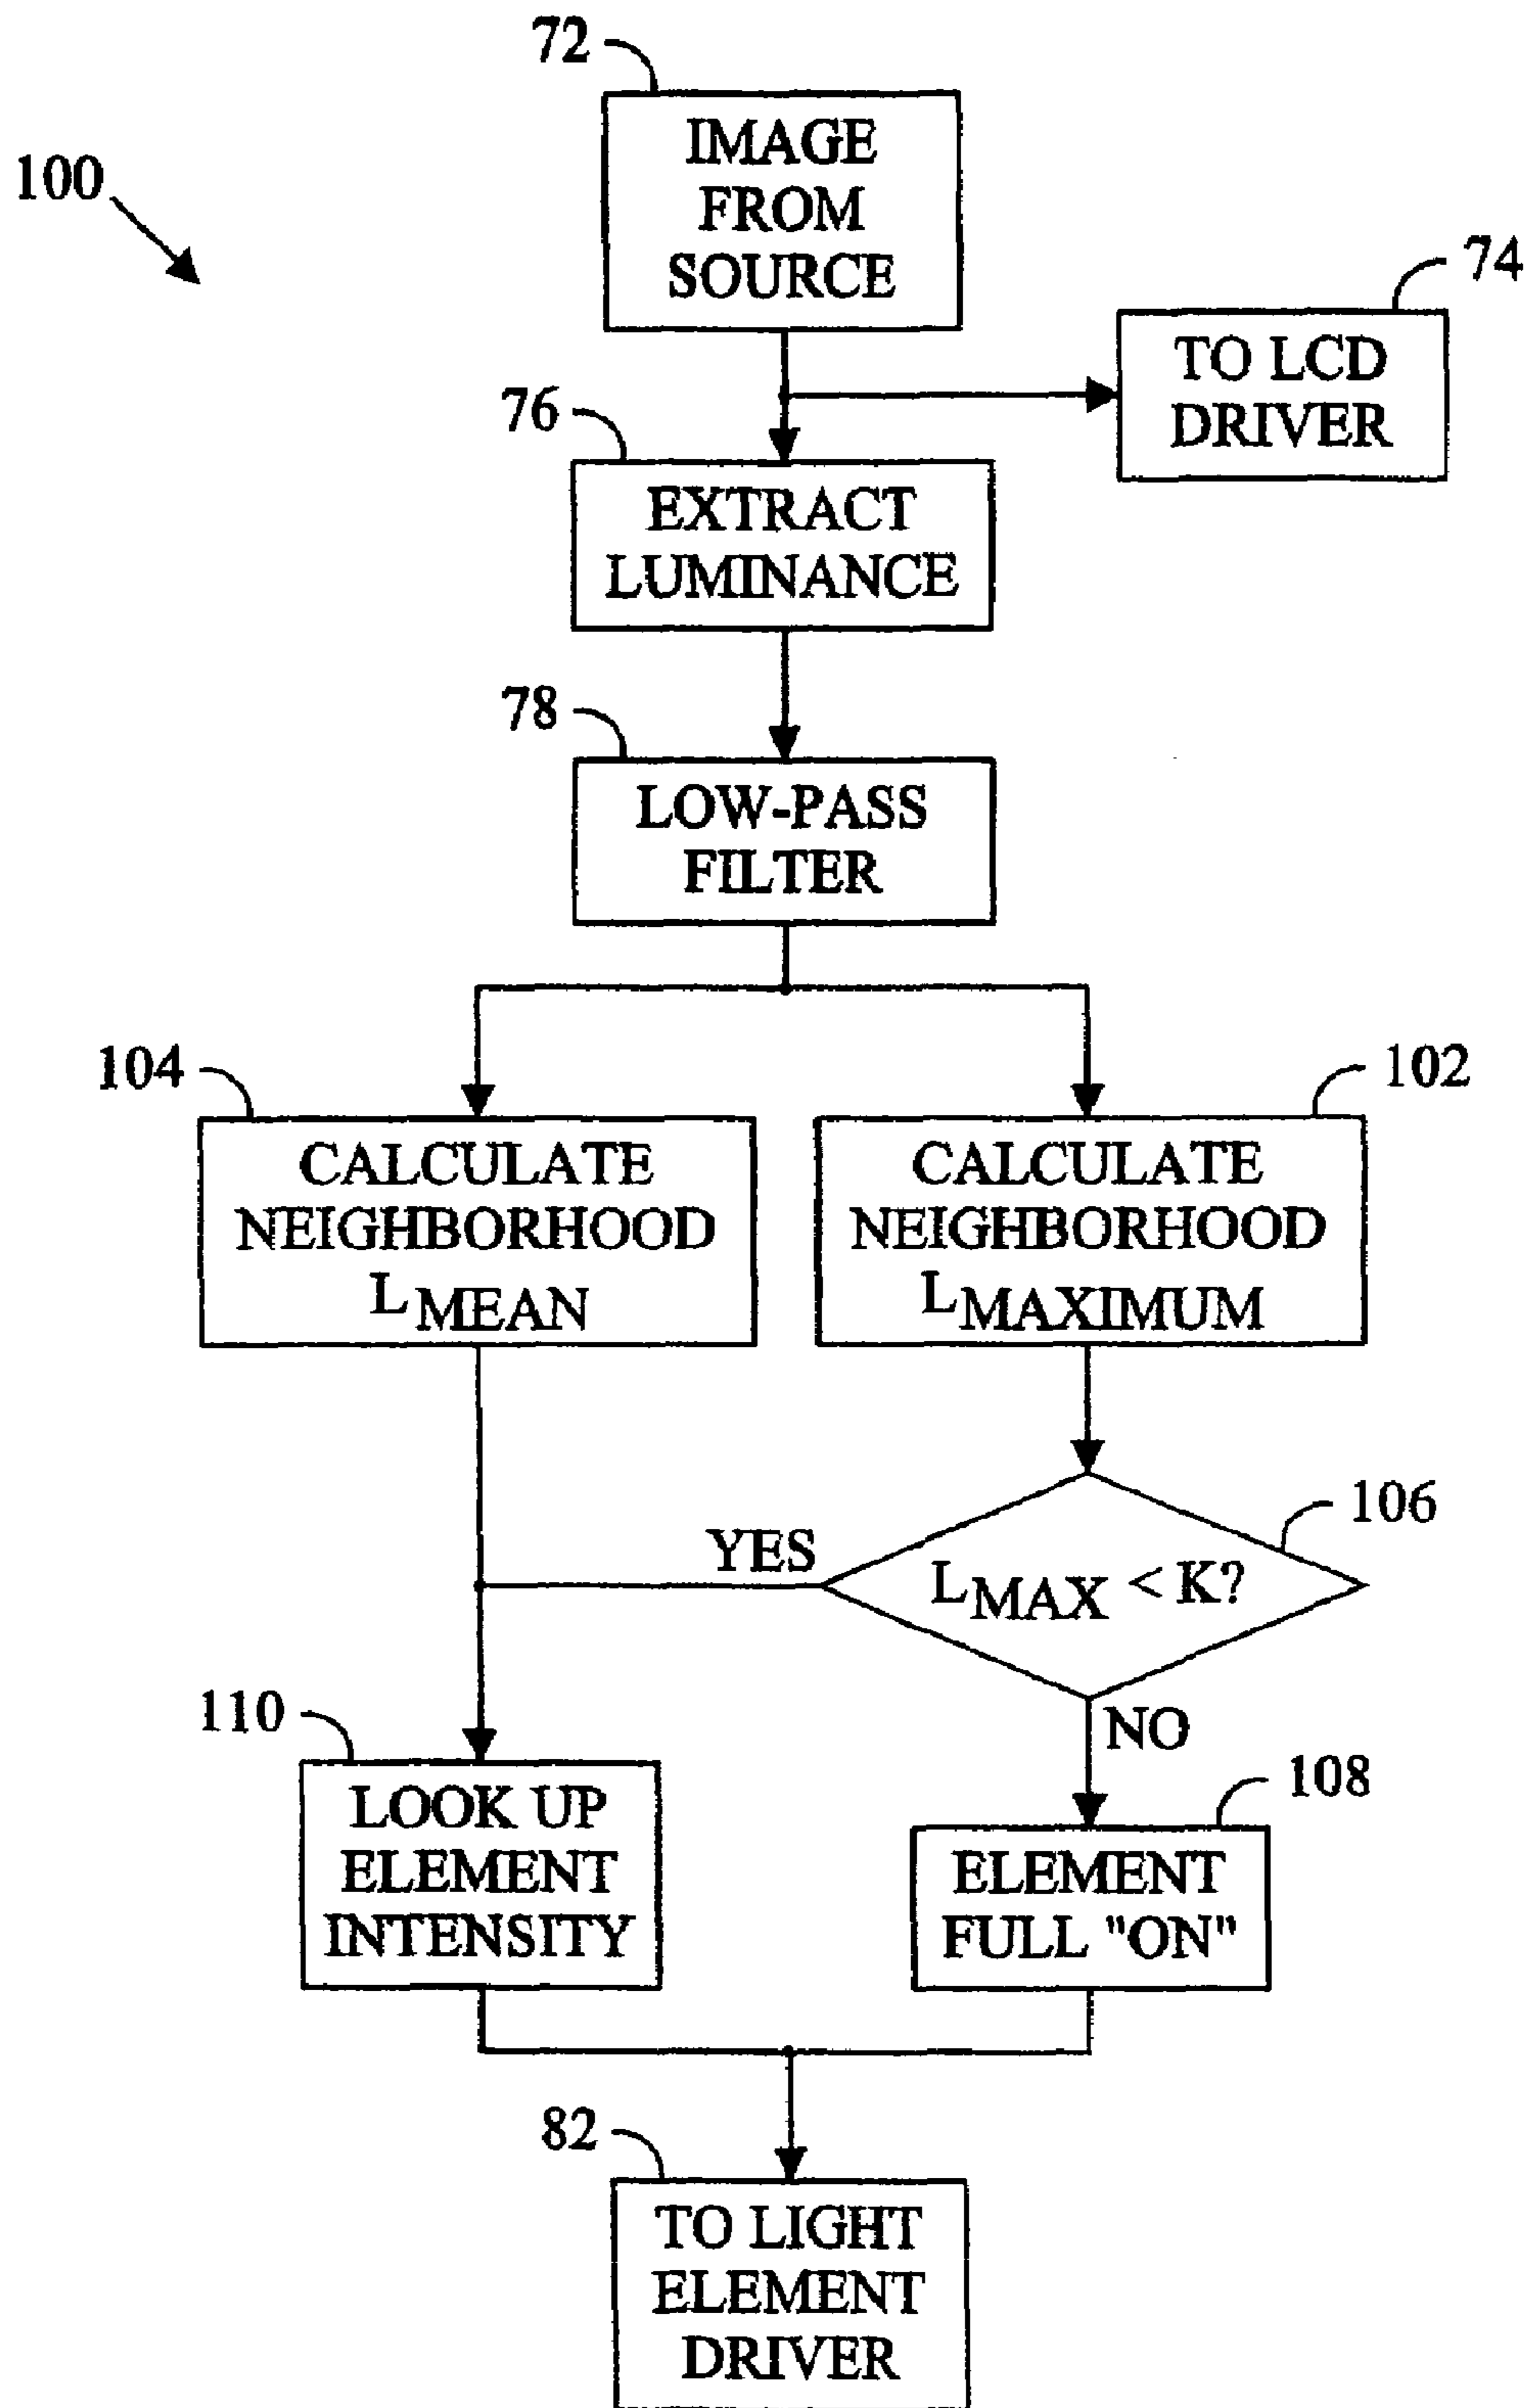 72
IMAGE
FROM
SOURCE
100
74
TO LCD
DRIVER
76
EXTRACT
LUMINANCE
78
LOW-PASS
FILTER
104
CALCULATE
NEIGHBORHOOD
LMEAN
102
CALCULATE
NEIGHBORHOOD
LMAXIMUM
106
LMAX < K?
YES
NO
110
LOOK UP
ELEMENT
INTENSITY
108
ELEMENT
FULL "ON"
82
TO LIGHT
ELEMENT
DRIVER